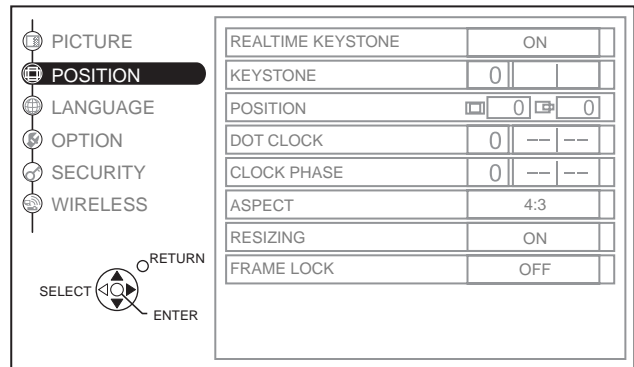 PICTURE
POSITION
LANGUAGE
OPTION
SECURITY
WIRELESS
RETURN
SELECT
ENTER
REALTIME KEYSTONE ON
KEYSTONE 0
POSITION 0 0
DOT CLOCK 0 -- --
CLOCK PHASE 0 -- --
ASPECT 4:3
RESIZING ON
FRAME LOCK OFF